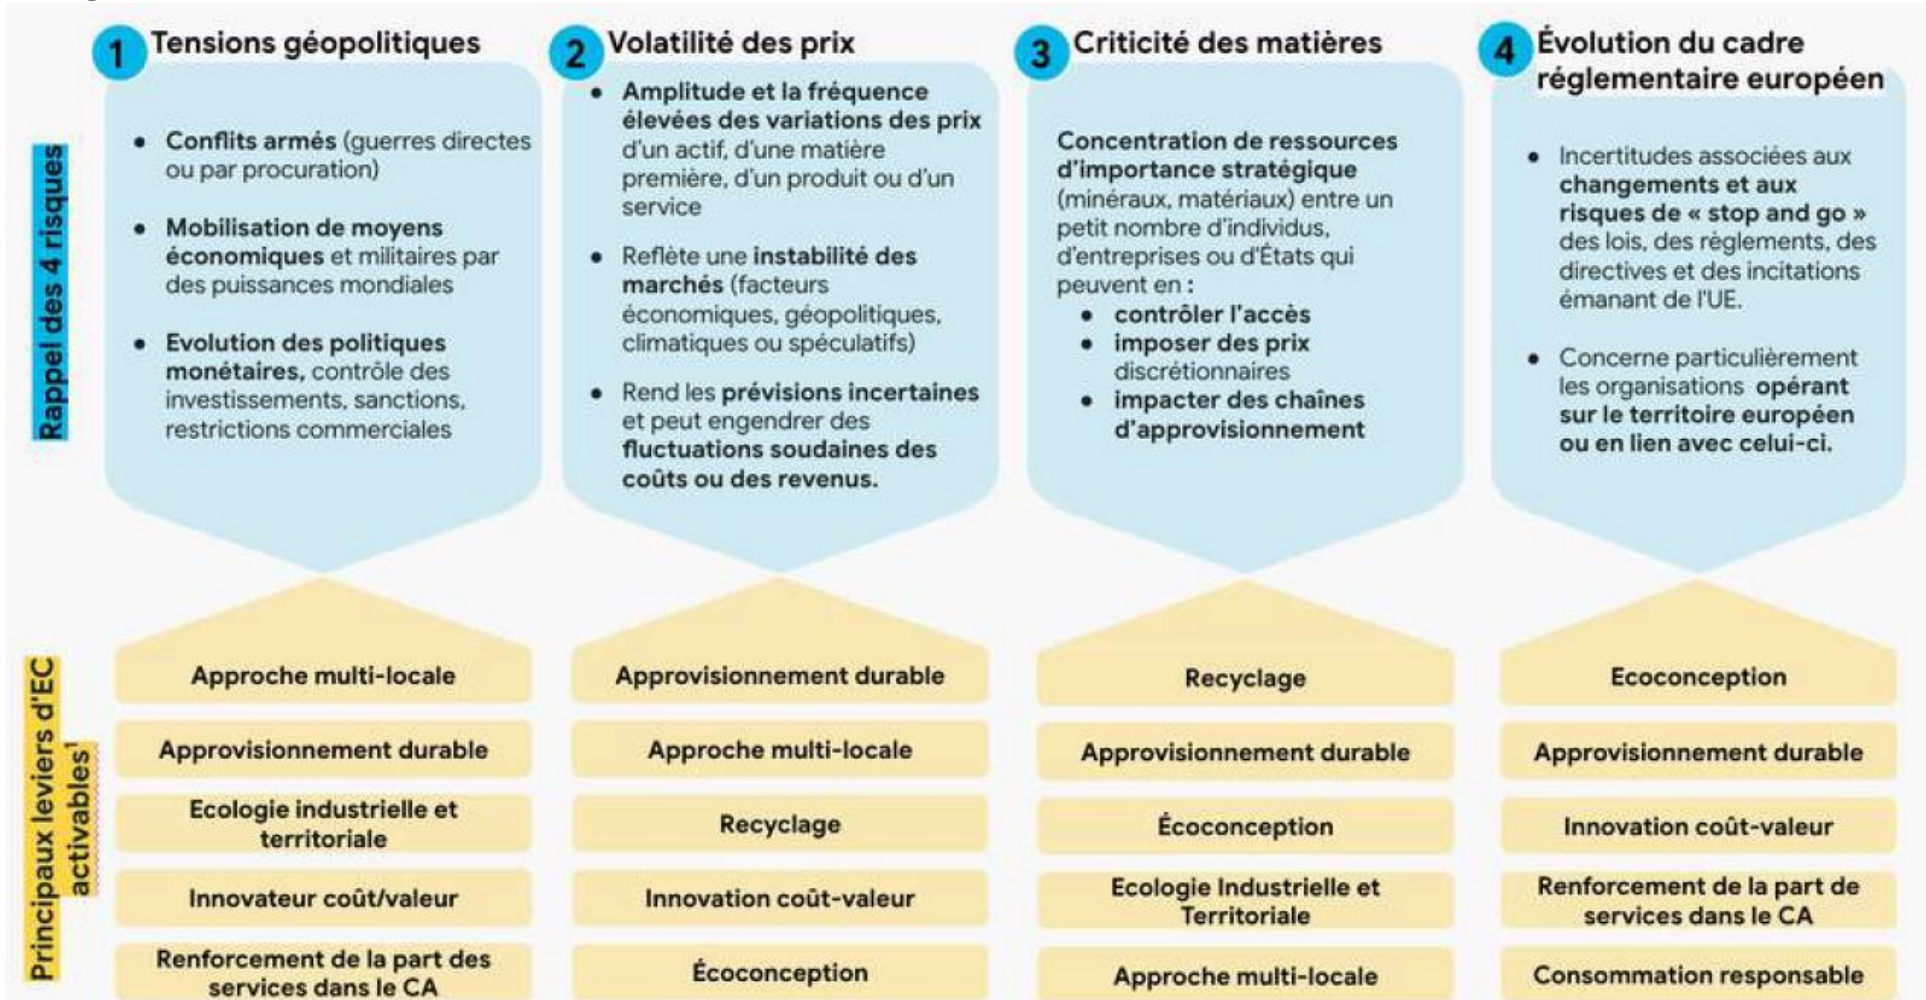 1 Tensions géopolitiques
Rappel des 4 risques
• Conflits armés (guerres directes
ou par procuration)
• Mobilisation de moyens
économiques et militaires par
des puissances mondiales
• Evolution des politiques
monétaires, contrôle des
investissements, sanctions,
restrictions commerciales
2 Volatilité des prix
• Amplitude et la fréquence
élevées des variations des prix
d'un actif, d'une matière
première, d'un produit ou d'un
service
• Reflète une instabilité des
marchés (facteurs
économiques, géopolitiques,
climatiques ou spéculatifs)
• Rend les prévisions incertaines
et peut engendrer des
fluctuations soudaines des
coûts ou des revenus.
3 Criticité des matières
Concentration de ressources
d'importance stratégique
(minéraux, matériaux) entre un
petit nombre d'individus,
d'entreprises ou d'États qui
peuvent en :
• contrôler l'accès
• imposer des prix
discrétionnaires
• impacter des chaînes
d'approvisionnement
4 Évolution du cadre
réglementaire européen
• Incertitudes associées aux
changements et aux
risques de « stop and go »
des lois, des règlements, des
directives et des incitations
émanant de l'UE.
• Concerne particulièrement
les organisations opérant
sur le territoire européen
ou en lien avec celui-ci.
Principaux leviers d'EC
activables¹
Approche multi-locale
Approvisionnement durable
Ecologie industrielle et
territoriale
Innovateur coût/valeur
Renforcement de la part des
services dans le CA
Approvisionnement durable
Approche multi-locale
Recyclage
Innovation coût-valeur
Écoconception
Recyclage
Approvisionnement durable
Écoconception
Ecologie Industrielle et
Territoriale
Approche multi-locale
Ecoconception
Approvisionnement durable
Innovation coût-valeur
Renforcement de la part de
services dans le CA
Consommation responsable